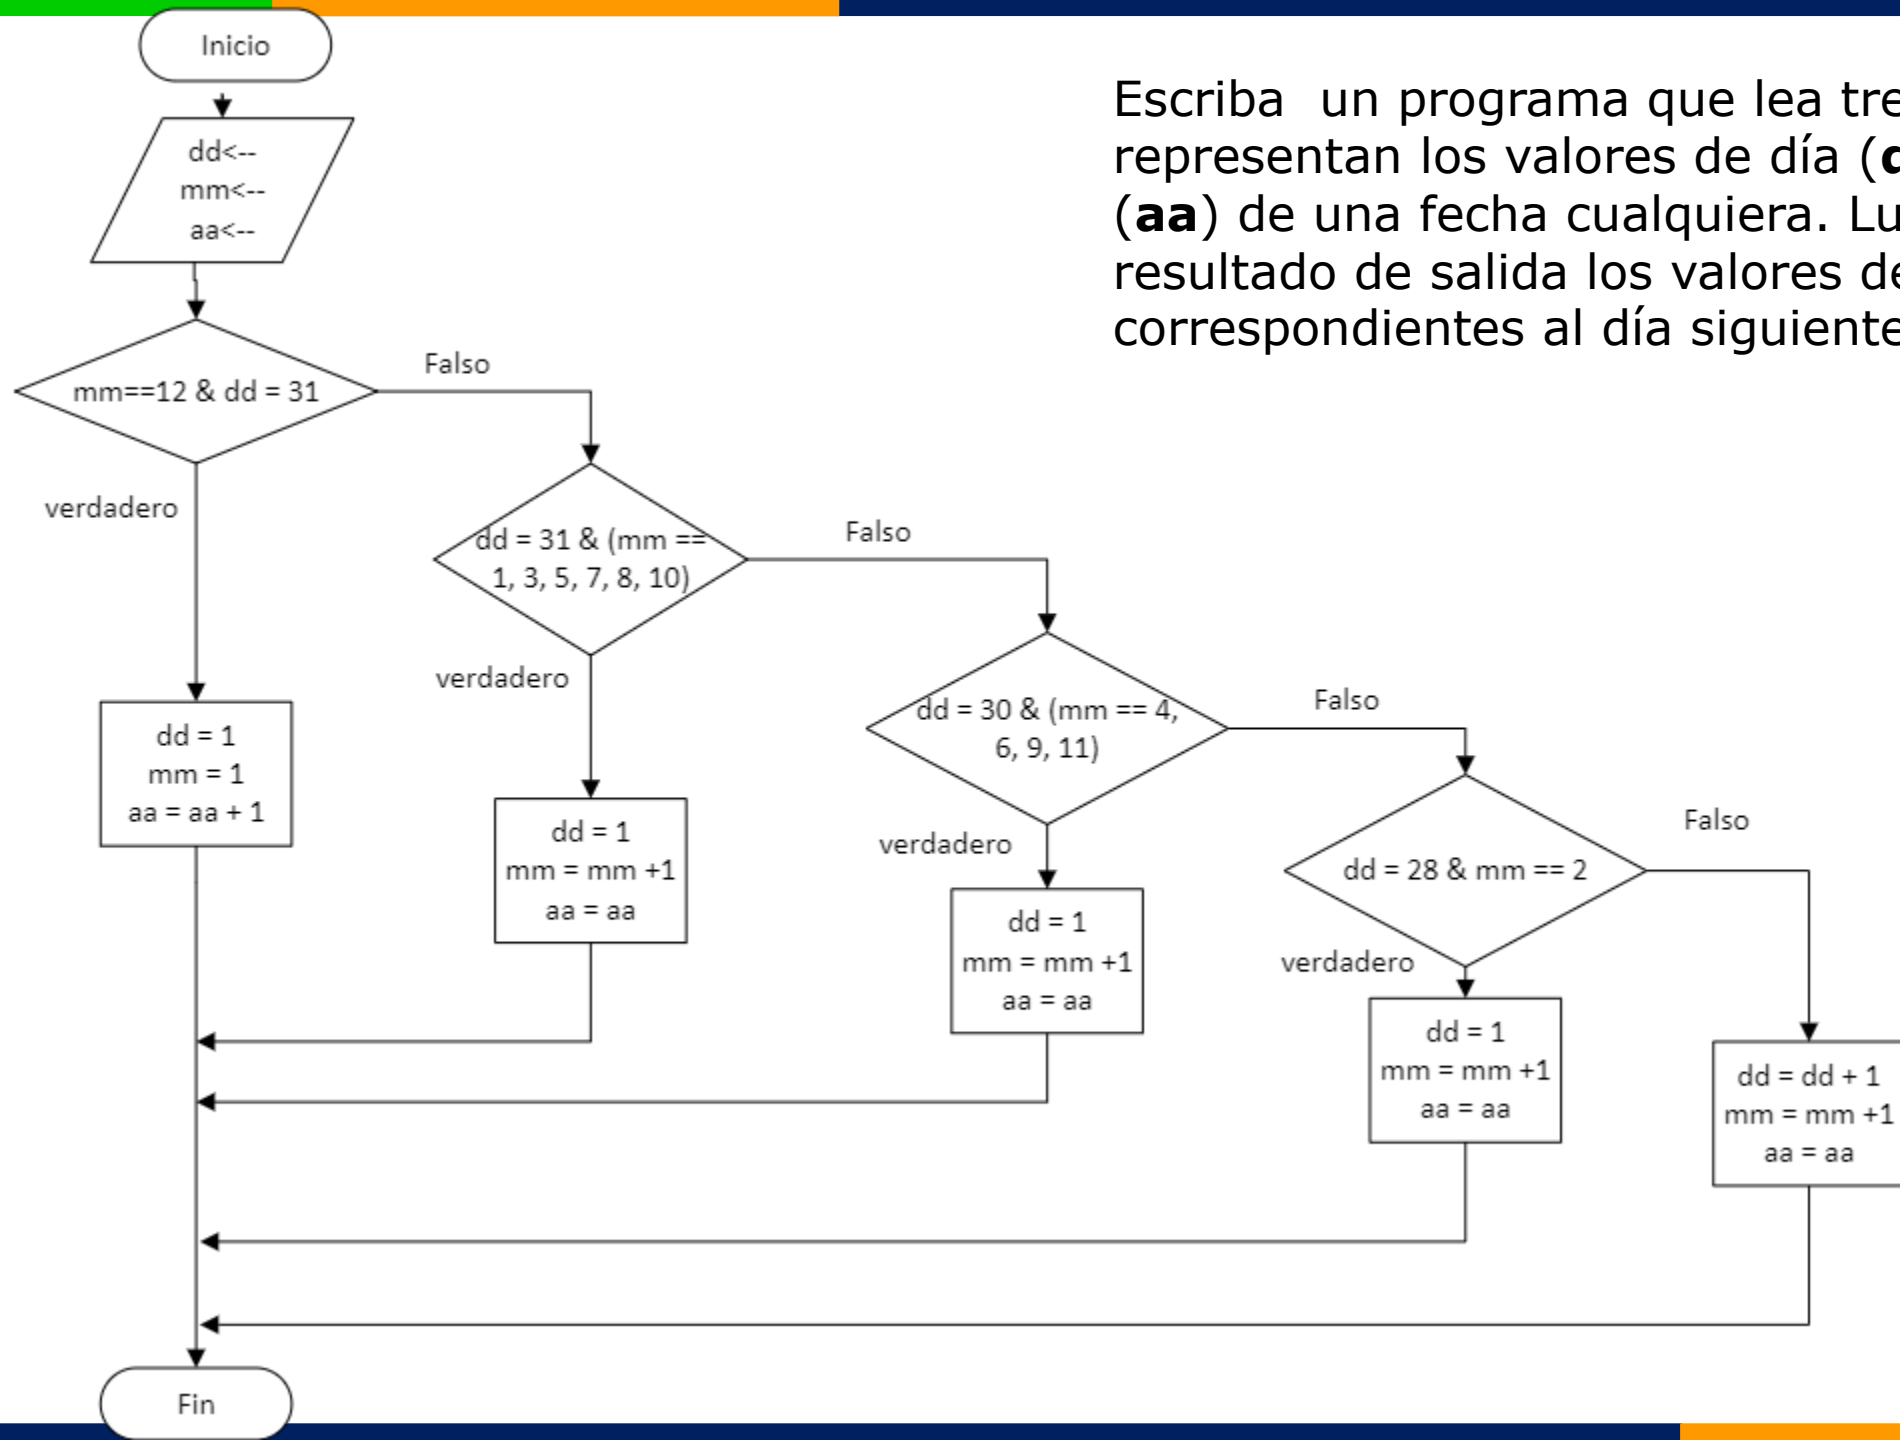 Inicio
dd<--
mm<--
aa<--
Escriba un programa que lea
representan los valores de día (
(aa) de una fecha cualquiera.
resultado de salida los valores
correspondientes al día siguiente
mm==12 & dd = 31
Falso
verdadero
dd = 31 & (mm ==
1, 3, 5, 7, 8, 10)
Falso
verdadero
dd = 30 & (mm == 4,
6, 9, 11)
Falso
verdadero
dd = 28 & mm == 2
Falso
verdadero
dd = 1
mm = 1
aa = aa + 1
dd = 1
mm = mm +1
aa = aa
dd = 1
mm = mm +1
aa = aa
dd = 1
mm = mm +1
aa = aa
dd = dd + 1
mm = mm +1
aa = aa
Fin